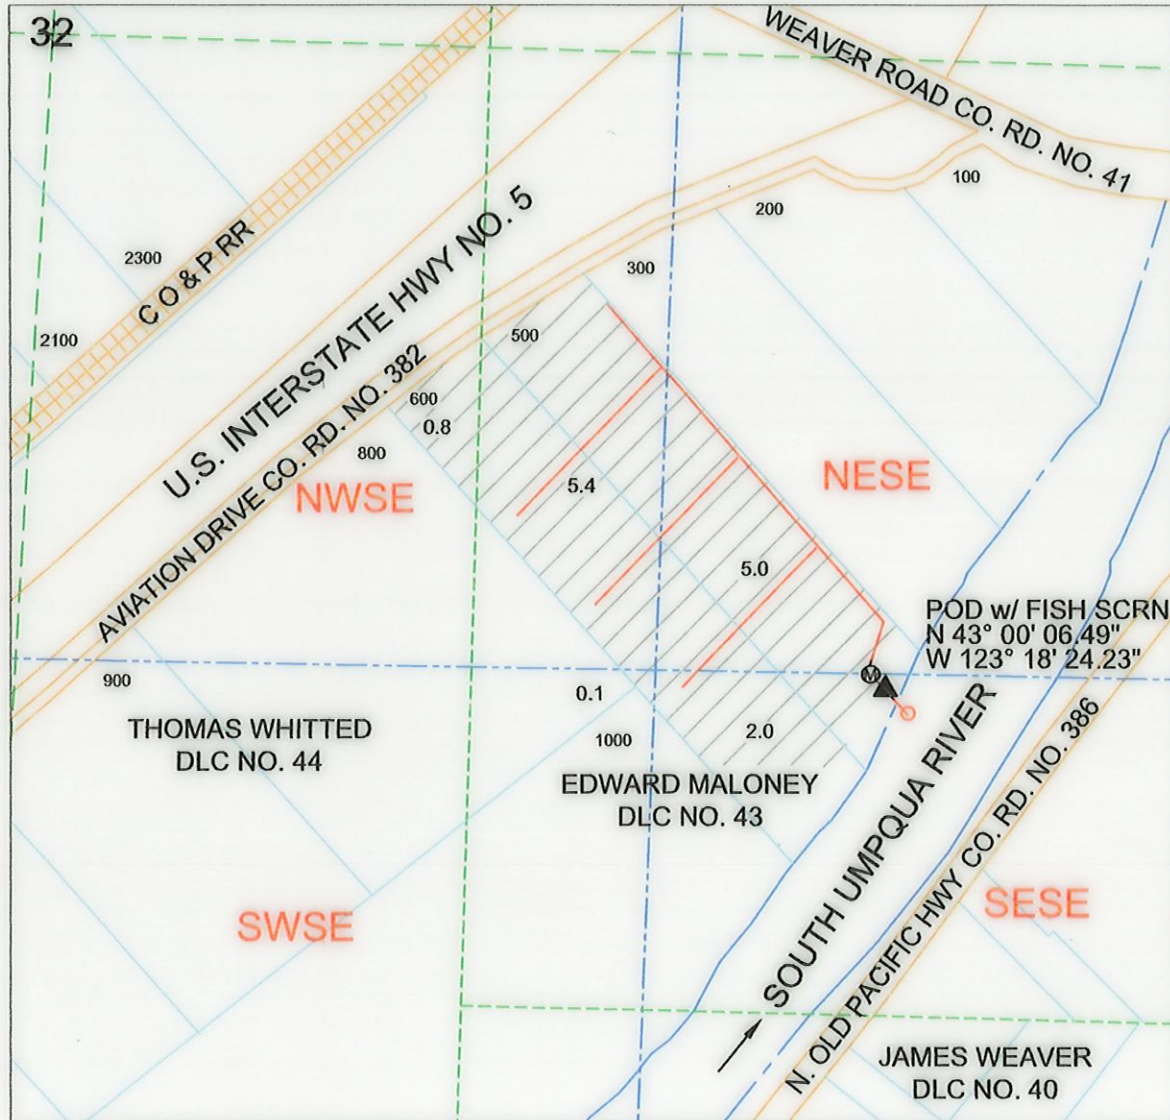 32
WEAVER ROAD CO. RD. NO. 41
100
200
2300
C O & P RR
U.S. INTERSTATE HWY NO. 5
300
2100
500
AVIATION DRIVE CO. RD. NO. 382
600
0.8
800
NWSE
5.4
NESE
5.0
POD w/ FISH SCRN
N 43° 00' 06.49"
W 123° 18' 24.23"
M
900
0.1
THOMAS WHITTED
DLC NO. 44
1000
2.0
EDWARD MALONEY
DLC NO. 43
SOUTH UMPQUA RIVER
N. OLD PACIFIC HWY CO. RD. NO. 386
SWSE
SESE
JAMES WEAVER
DLC NO. 40